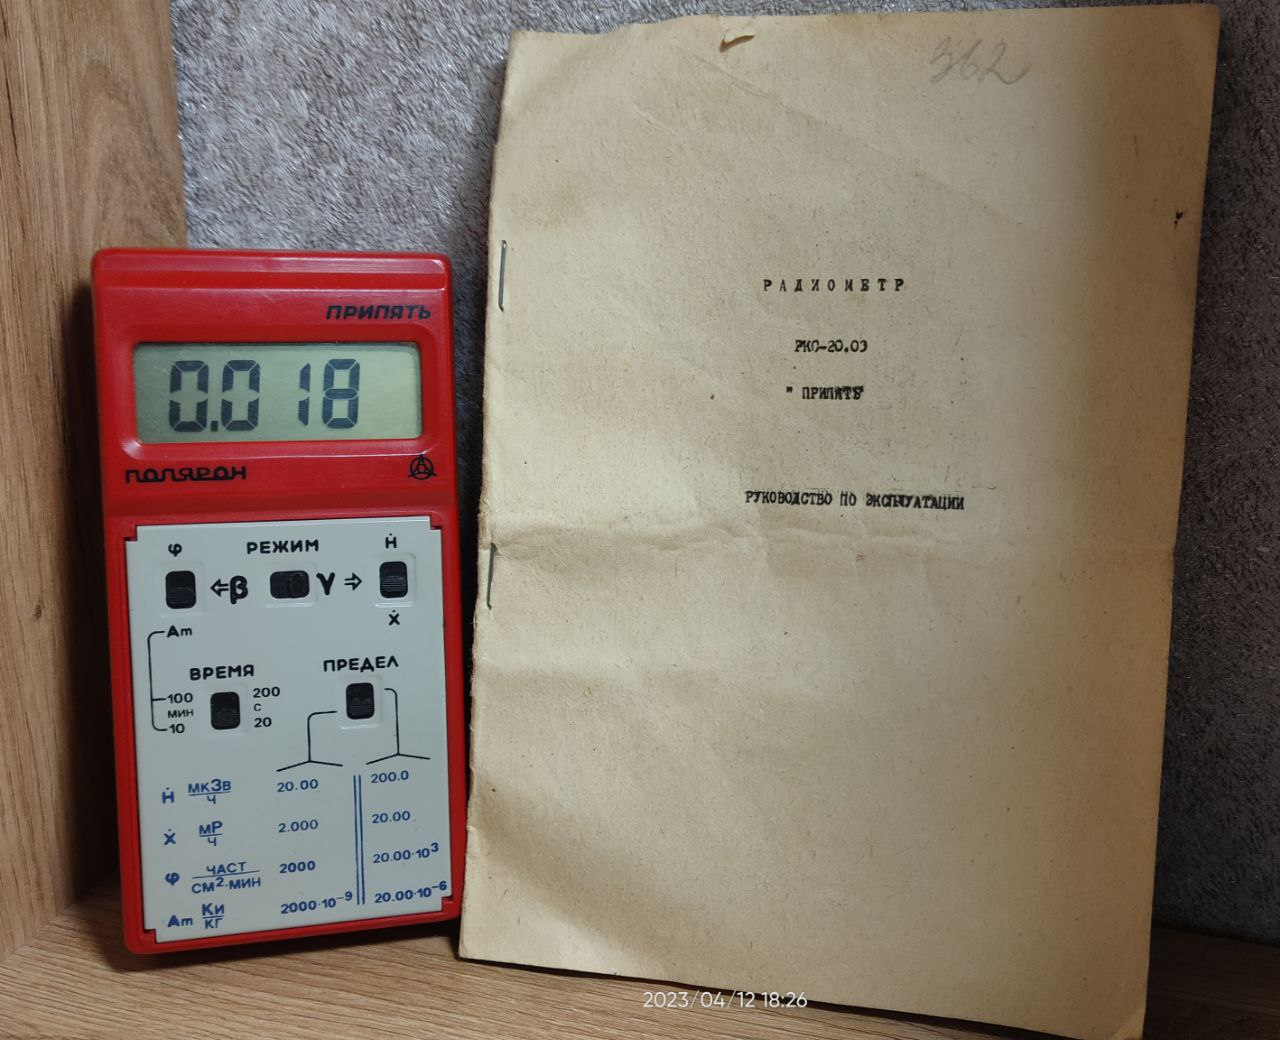 362
РАДИОМЕТР
РКС-20.03
" ПРИПЯТЬ"
РУКОВОДСТВО ПО ЭКСПЛУАТАЦИИ
ПРИПЯТЬ
0.018
ПОЛЯРОН
φ РЕЖИМ Ḣ
⇐β γ⇒
Ẋ
Am
ВРЕМЯ ПРЕДЕЛ
100 200
МИН С
10 20
Ḣ мкЗв/ч 20.00 200.0
Ẋ мР/ч 2.000 20.00
φ ЧАСТ/СМ²·МИН 2000 20.00·10³
Am Ки/КГ 2000·10⁻⁹ 20.00·10⁻⁶
2023/04/12 18:26